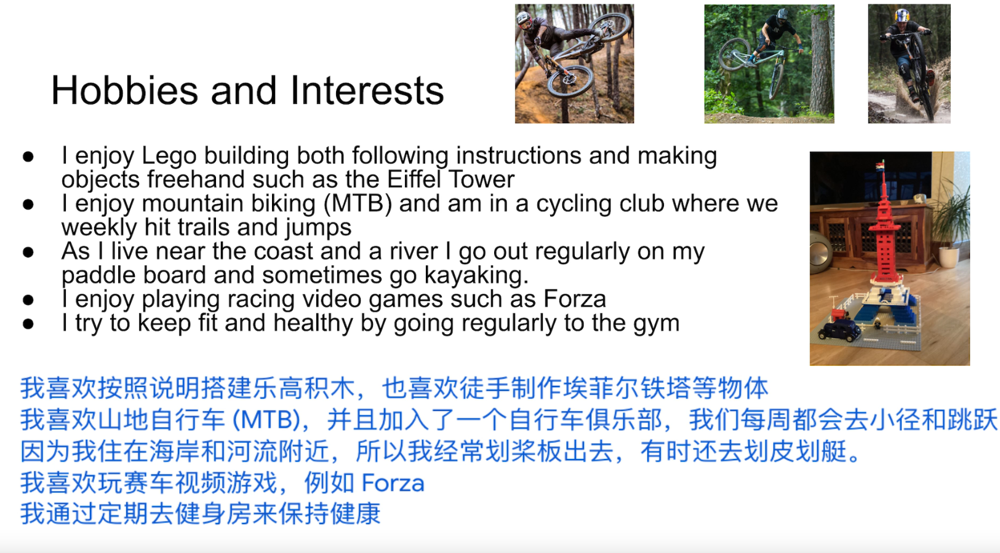 Hobbies and Interests
● I enjoy Lego building both following instructions and making
objects freehand such as the Eiffel Tower
● I enjoy mountain biking (MTB) and am in a cycling club where we
weekly hit trails and jumps
● As I live near the coast and a river I go out regularly on my
paddle board and sometimes go kayaking.
● I enjoy playing racing video games such as Forza
● I try to keep fit and healthy by going regularly to the gym
我喜欢按照说明搭建乐高积木，也喜欢徒手制作埃菲尔铁塔等物体
我喜欢山地自行车 (MTB)，并且加入了一个自行车俱乐部，我们每周都会去小径和跳跃
因为我住在海岸和河流附近，所以我经常划桨板出去，有时还去划皮划艇。
我喜欢玩赛车视频游戏，例如 Forza
我通过定期去健身房来保持健康